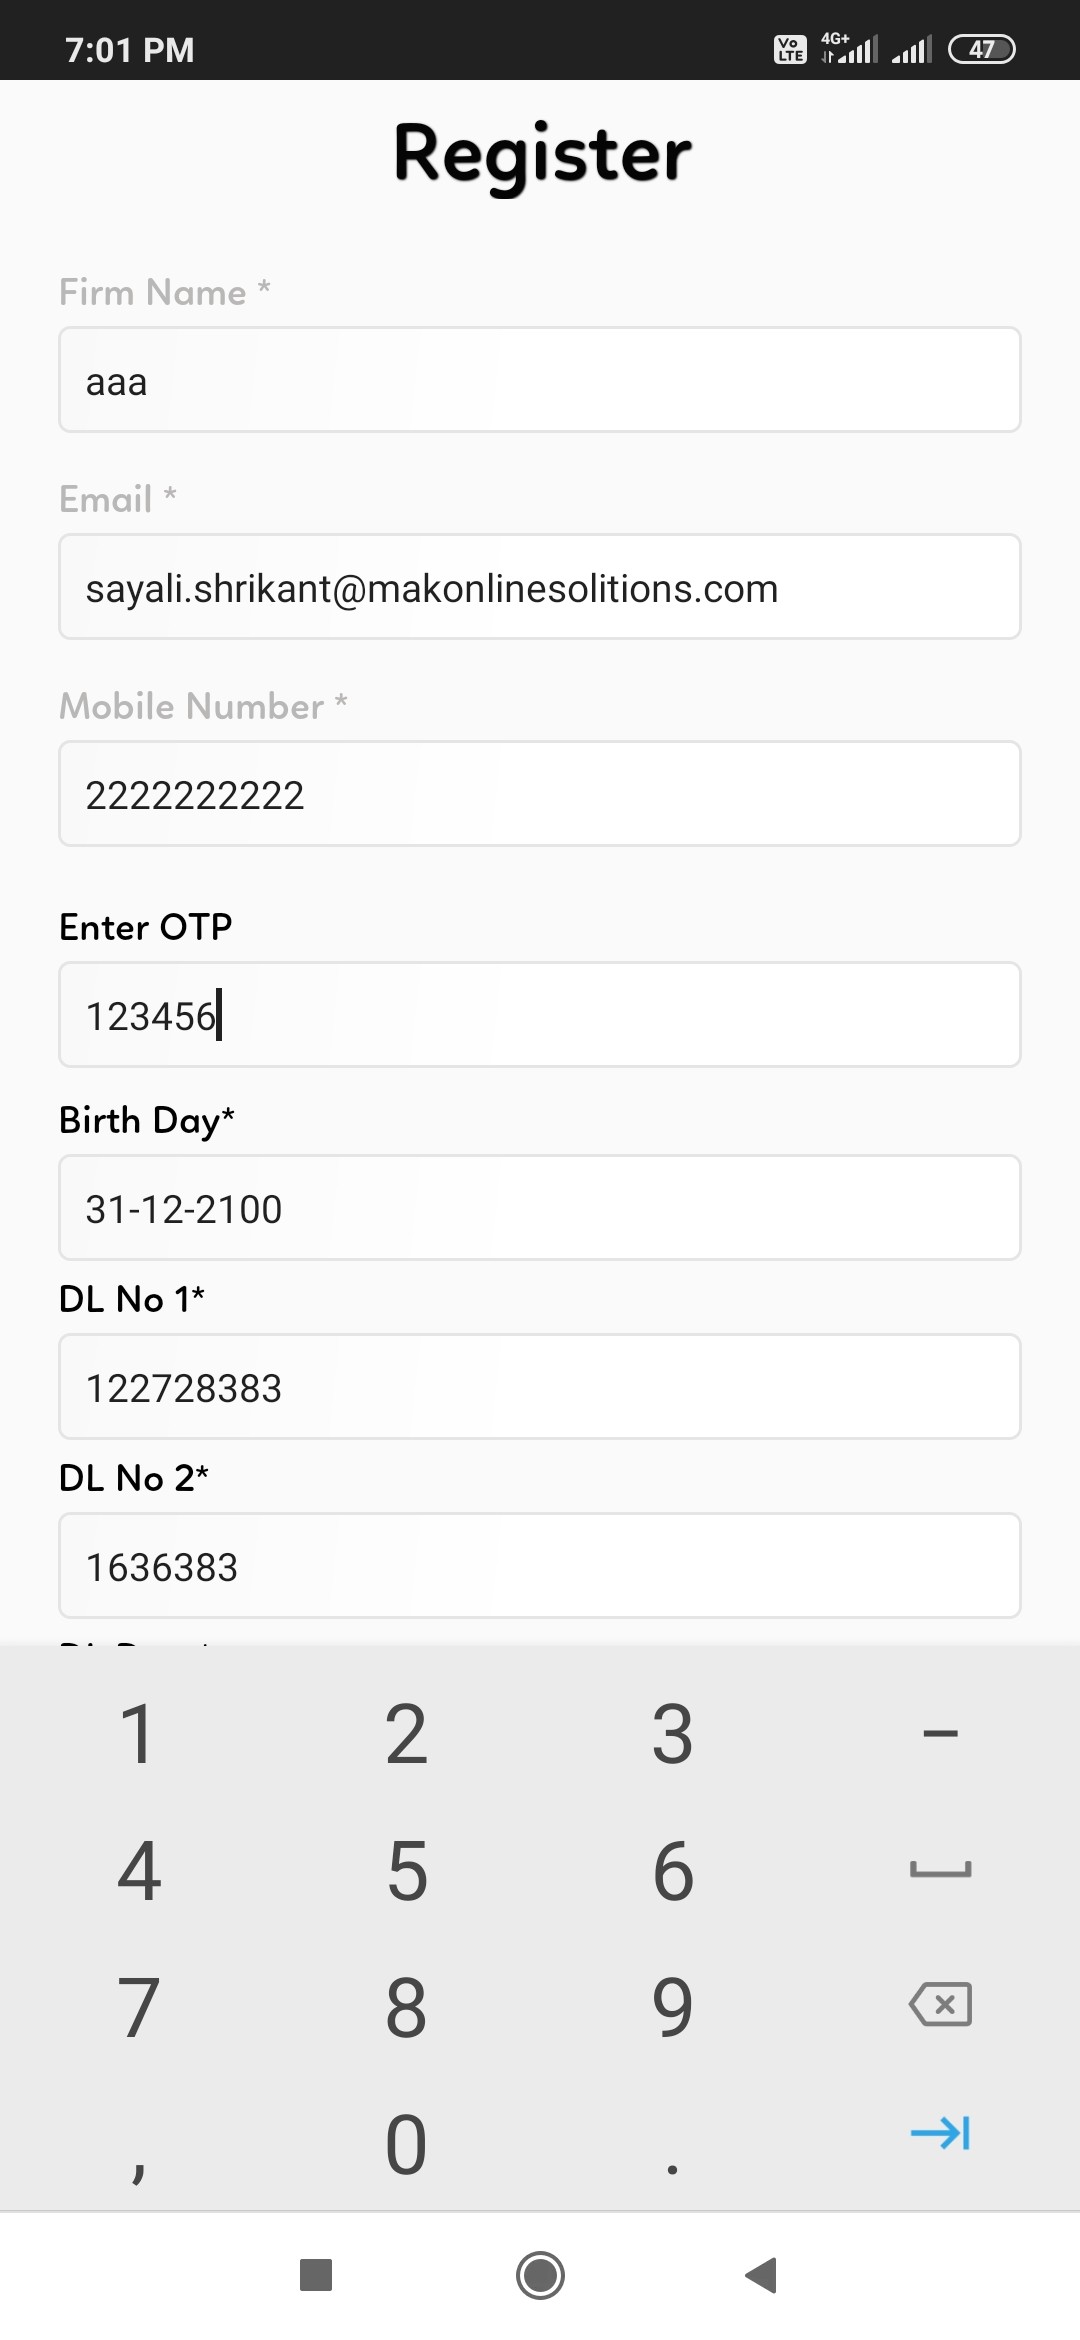 7:01 PM
Vo LTE
4G+
47
Register
Firm Name *
aaa
Email *
sayali.shrikant@makonlinesolitions.com
Mobile Number *
2222222222
Enter OTP
123456
Birth Day*
31-12-2100
DL No 1*
122728383
DL No 2*
1636383
1 2 3 –
4 5 6
7 8 9
, 0 .